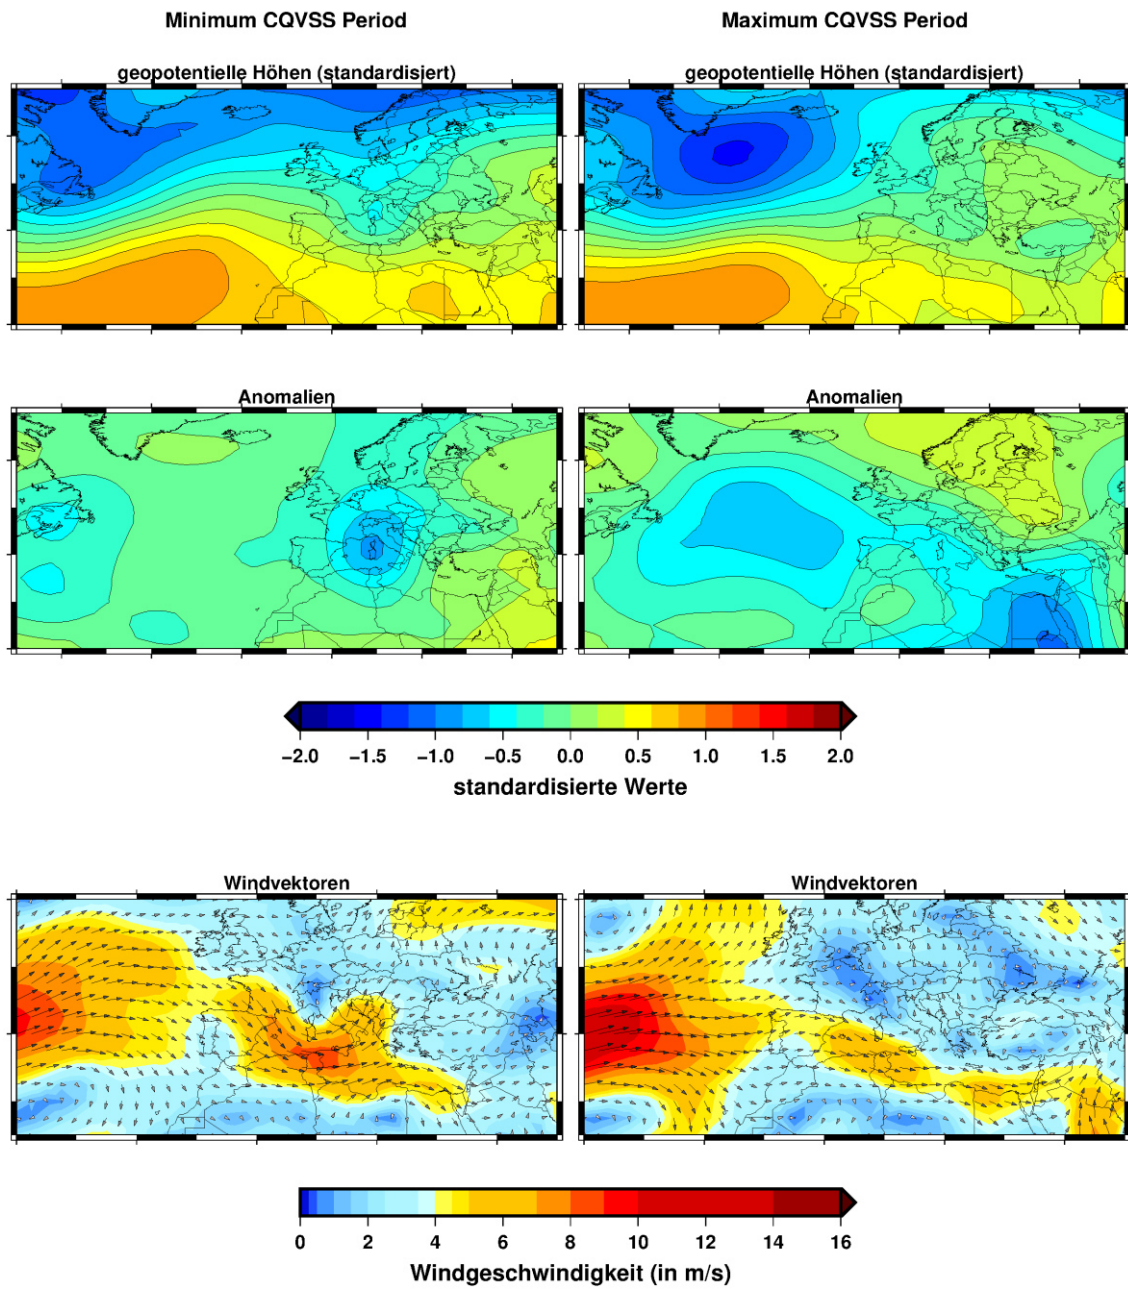 Minimum CQVSS Period
Maximum CQVSS Period
geopotentielle Höhen (standardisiert)
geopotentielle Höhen (standardisiert)
Anomalien
Anomalien
−2.0 −1.5 −1.0 −0.5 0.0 0.5 1.0 1.5 2.0
standardisierte Werte
Windvektoren
Windvektoren
0 2 4 6 8 10 12 14 16
Windgeschwindigkeit (in m/s)